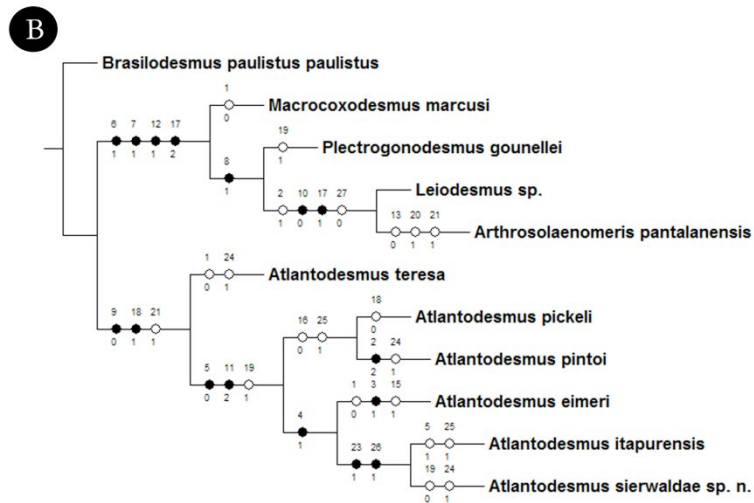 B
Brasilodesmus paulistus paulistus
1
0
Macrocoxodesmus marcusi
6 7 12 17
1 1 1 2
19
1
Plectrogonodesmus gounellei
8
1
Leiodesmus sp.
2 10 17 27
1 0 1 0
13 20 21
0 1 1
Arthrosolaenomeris pantalanensis
1 24
0 1
Atlantodesmus teresa
9 18 21
0 1 1
18
0
Atlantodesmus pickeli
16 25
0 1
2 24
2 1
Atlantodesmus pintoi
5 11 19
0 2 1
1 3 15
0 1 1
Atlantodesmus eimeri
4
1
5 25
1 1
Atlantodesmus itapurensis
23 26
1 1
19 24
0 1
Atlantodesmus sierwaldae sp. n.